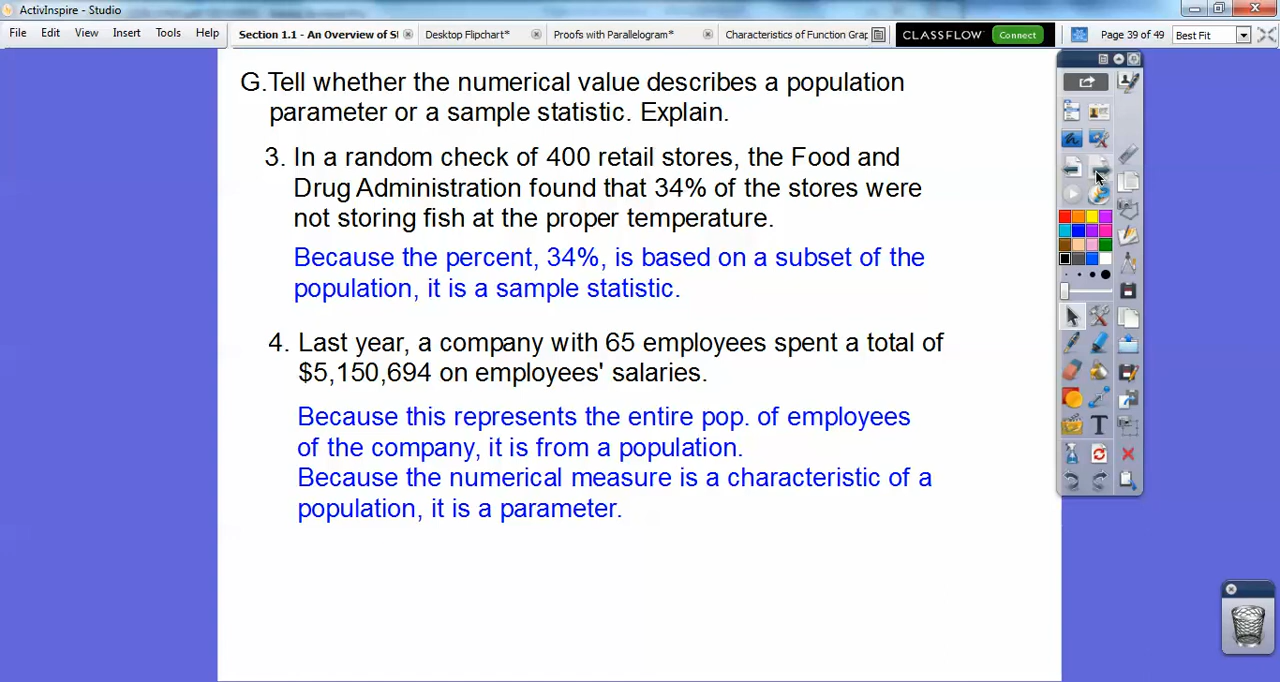 ActivInspire - Studio
File Edit View Insert Tools Help
Section 1.1 - An Overview of St
Desktop Flipchart*
Proofs with Parallelogram*
Characteristics of Function Grap
CLASSFLOW Connect
Page 39 of 49
Best Fit
G.Tell whether the numerical value describes a population
parameter or a sample statistic. Explain.
3. In a random check of 400 retail stores, the Food and
Drug Administration found that 34% of the stores were
not storing fish at the proper temperature.
Because the percent, 34%, is based on a subset of the
population, it is a sample statistic.
4. Last year, a company with 65 employees spent a total of
$5,150,694 on employees' salaries.
Because this represents the entire pop. of employees
of the company, it is from a population.
Because the numerical measure is a characteristic of a
population, it is a parameter.